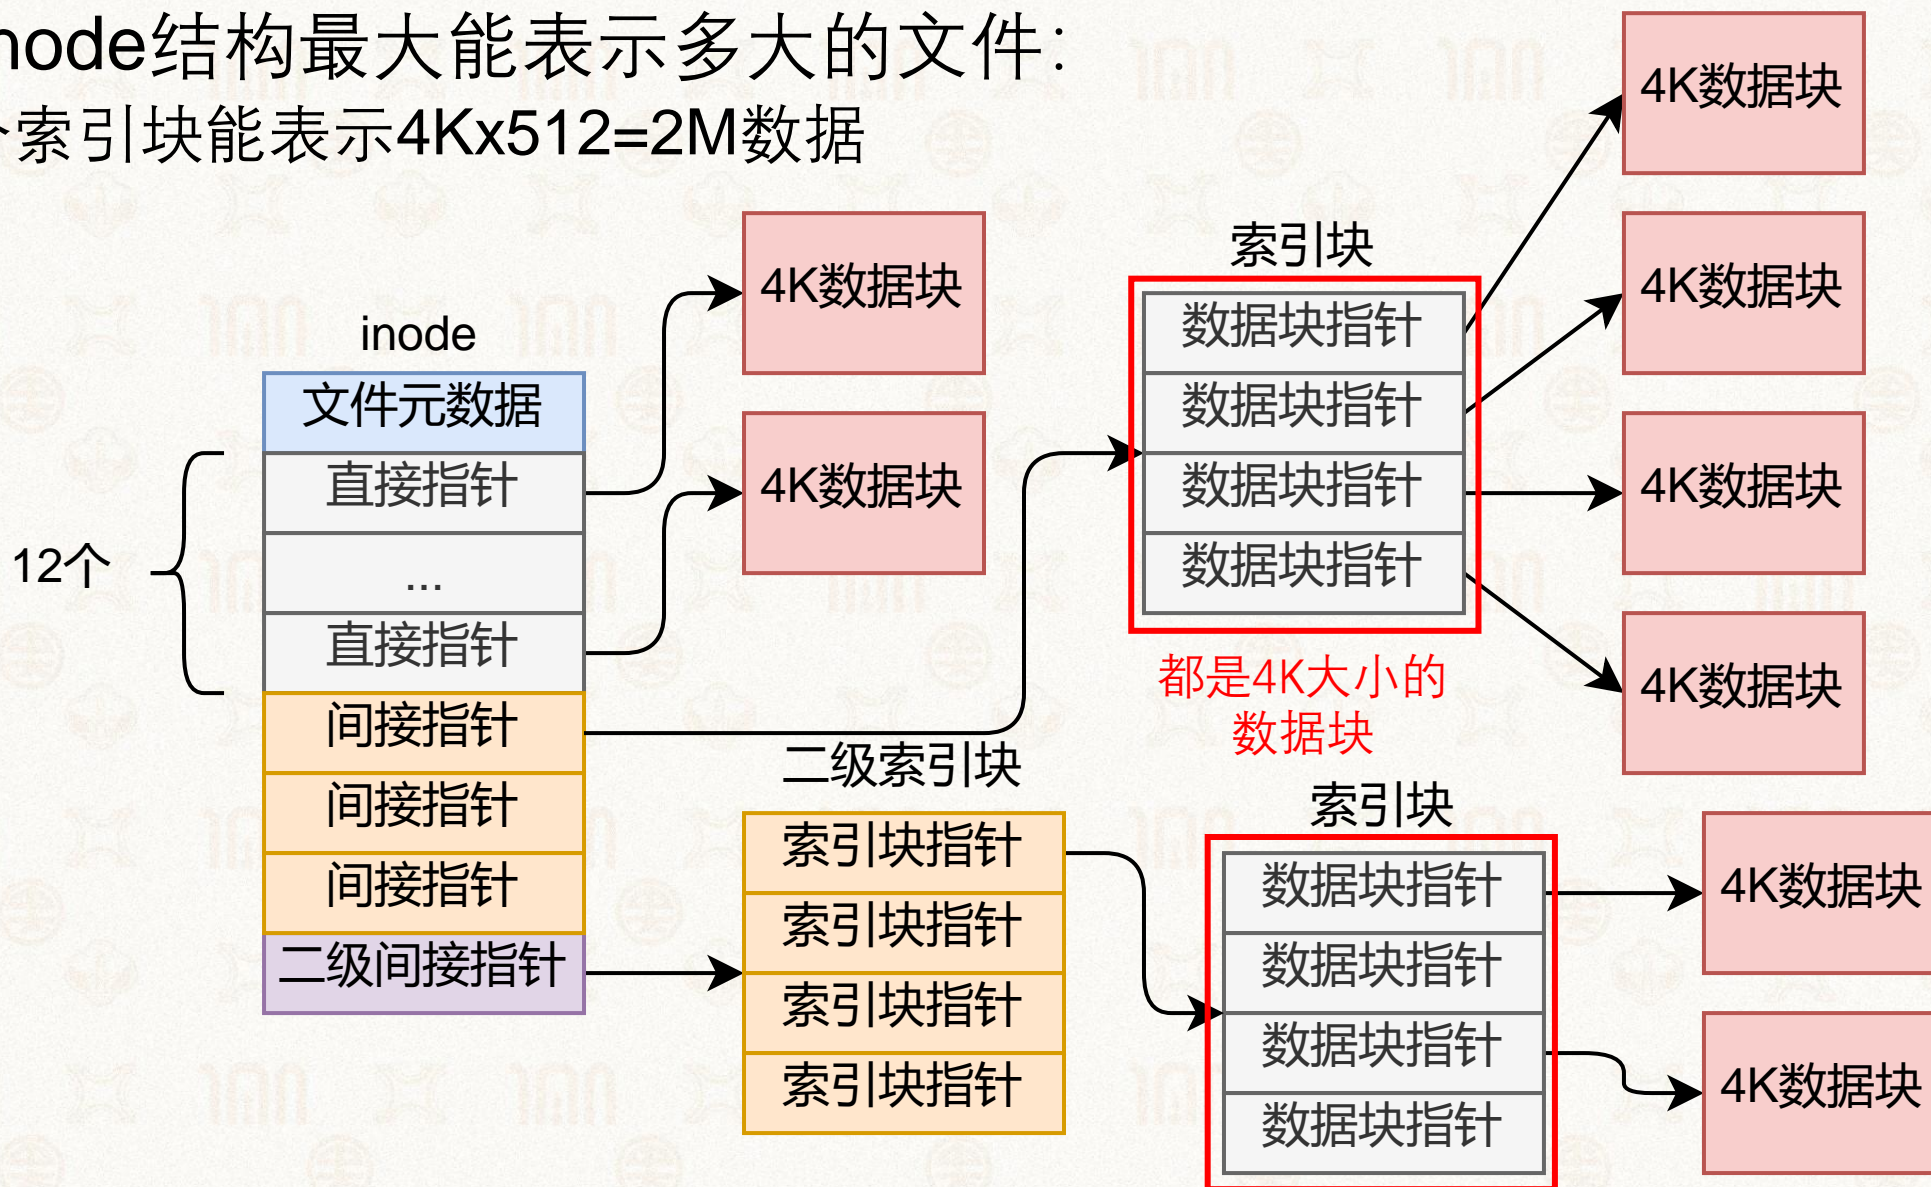 node结构最大能表示多大的文件：
个索引块能表示4Kx512=2M数据
inode
文件元数据
直接指针
...
直接指针
间接指针
间接指针
间接指针
二级间接指针
12个
4K数据块
4K数据块
二级索引块
索引块指针
索引块指针
索引块指针
索引块指针
索引块
数据块指针
数据块指针
数据块指针
数据块指针
都是4K大小的
数据块
索引块
数据块指针
数据块指针
数据块指针
数据块指针
4K数据块
4K数据块
4K数据块
4K数据块
4K数据块
4K数据块